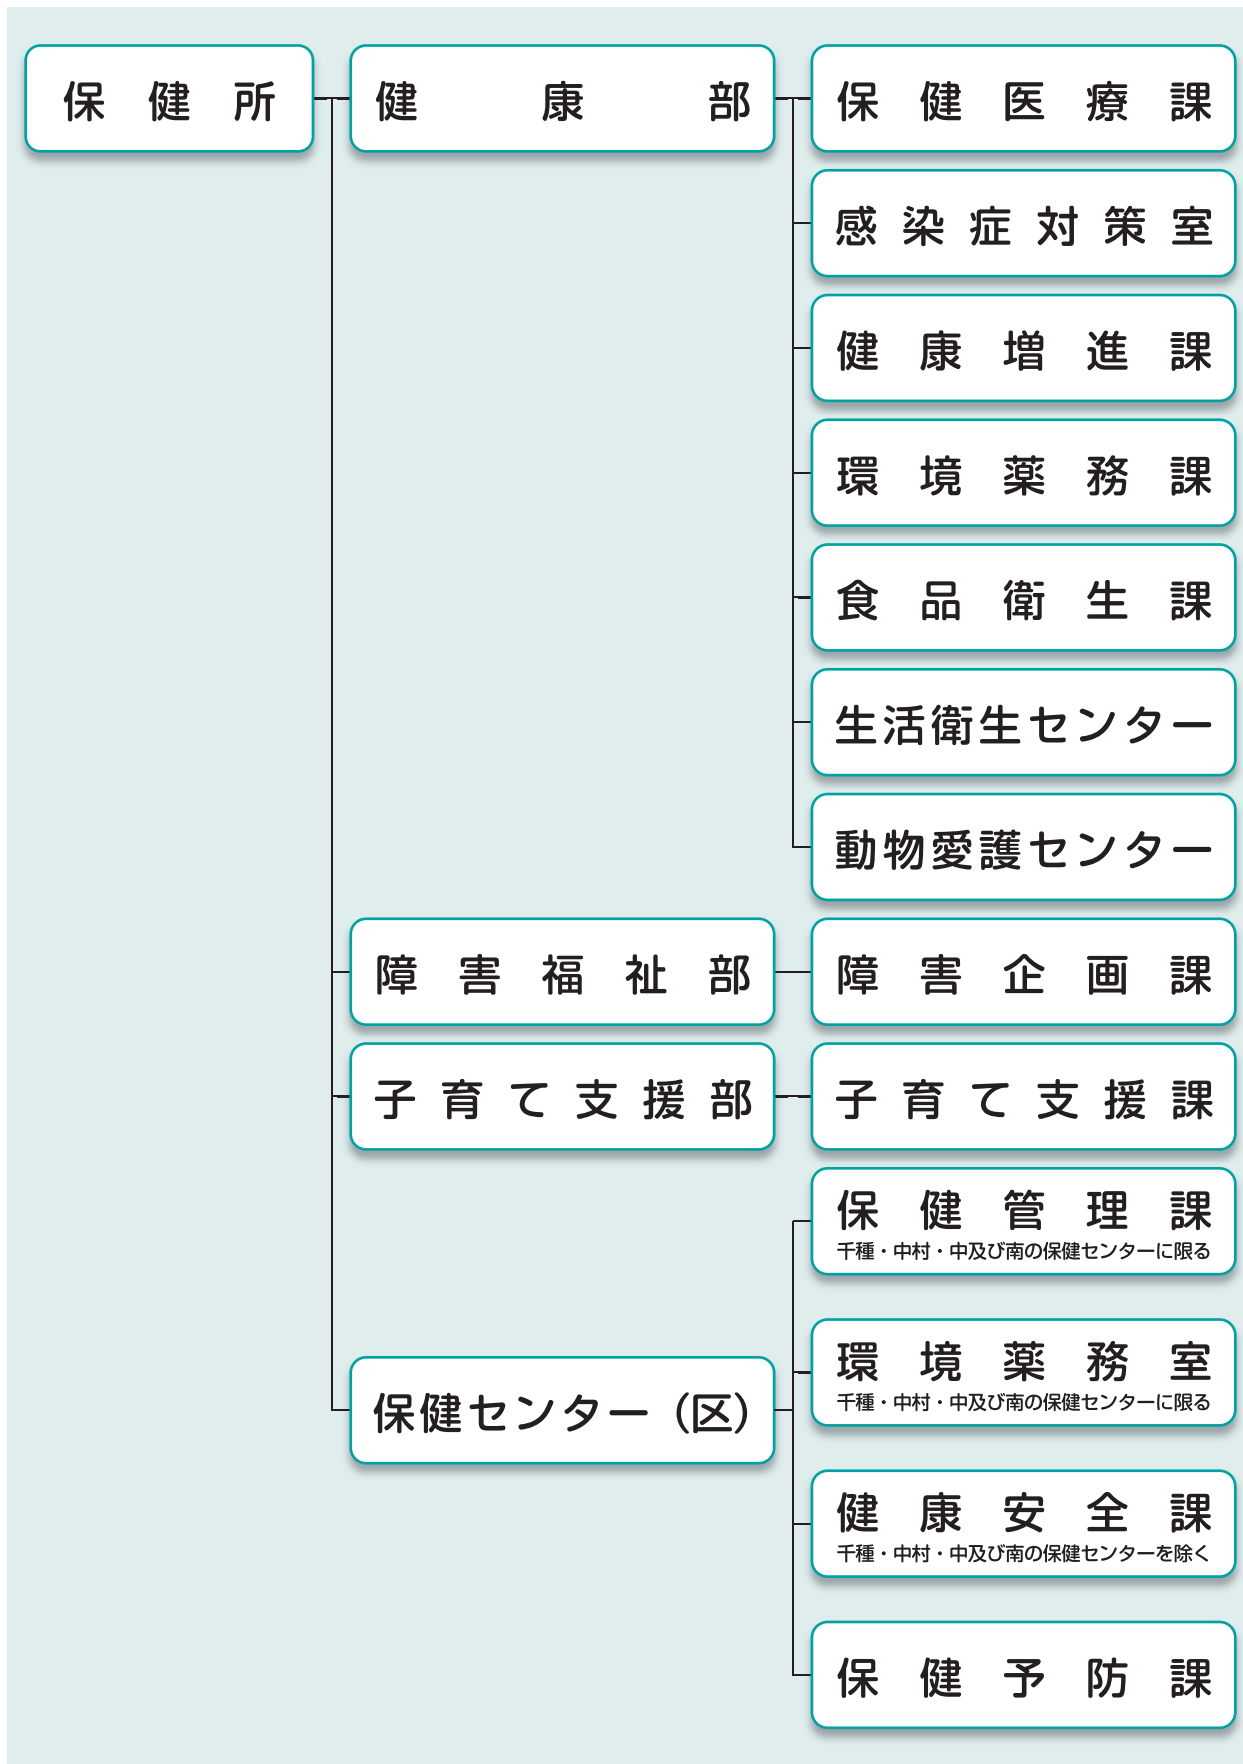 保健所
健康部
保健医療課
感染症対策室
健康増進課
環境薬務課
食品衛生課
生活衛生センター
動物愛護センター
障害福祉部
障害企画課
子育て支援部
子育て支援課
保健センター（区）
保健管理課
千種・中村・中及び南の保健センターに限る
環境薬務室
千種・中村・中及び南の保健センターに限る
健康安全課
千種・中村・中及び南の保健センターを除く
保健予防課